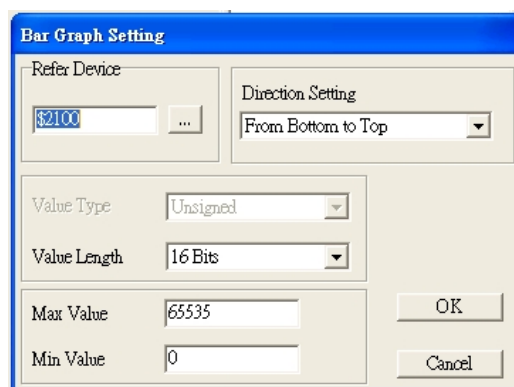 Bar Graph Setting
Refer Device
$2100
...
Direction Setting
From Bottom to Top
Value Type
Unsigned
Value Length
16 Bits
Max Value
65535
Min Value
0
OK
Cancel